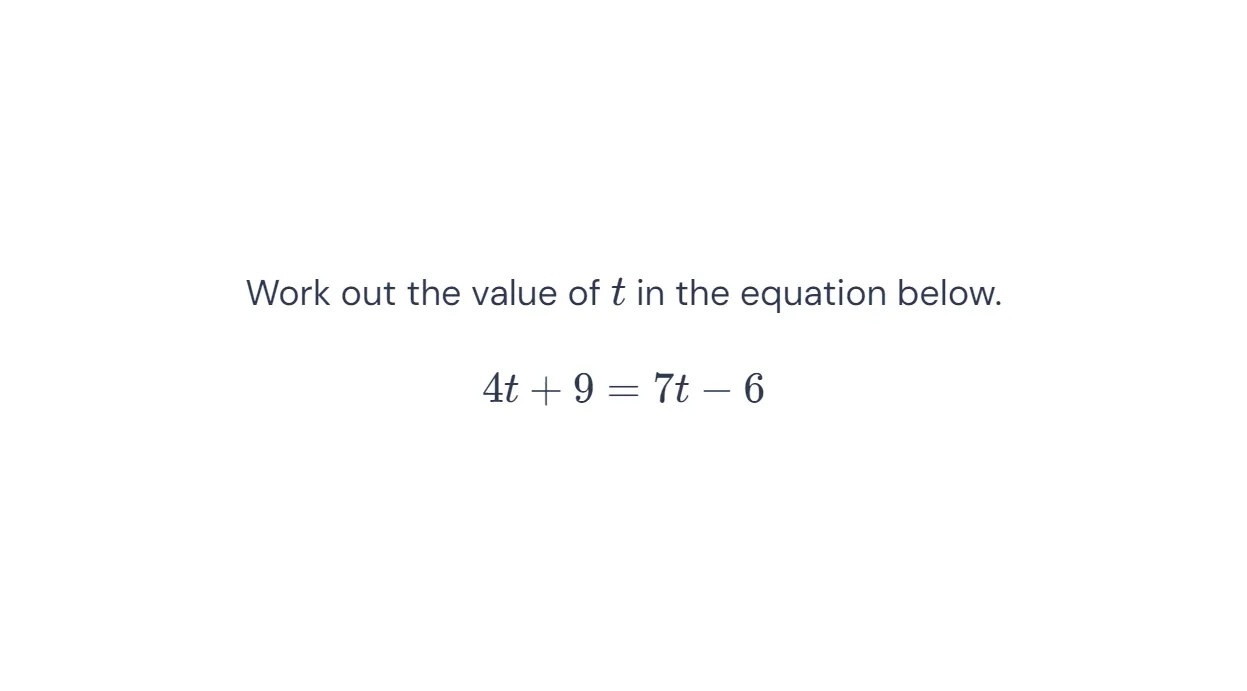 Work out the value of t in the equation below.
4t + 9 = 7t − 6